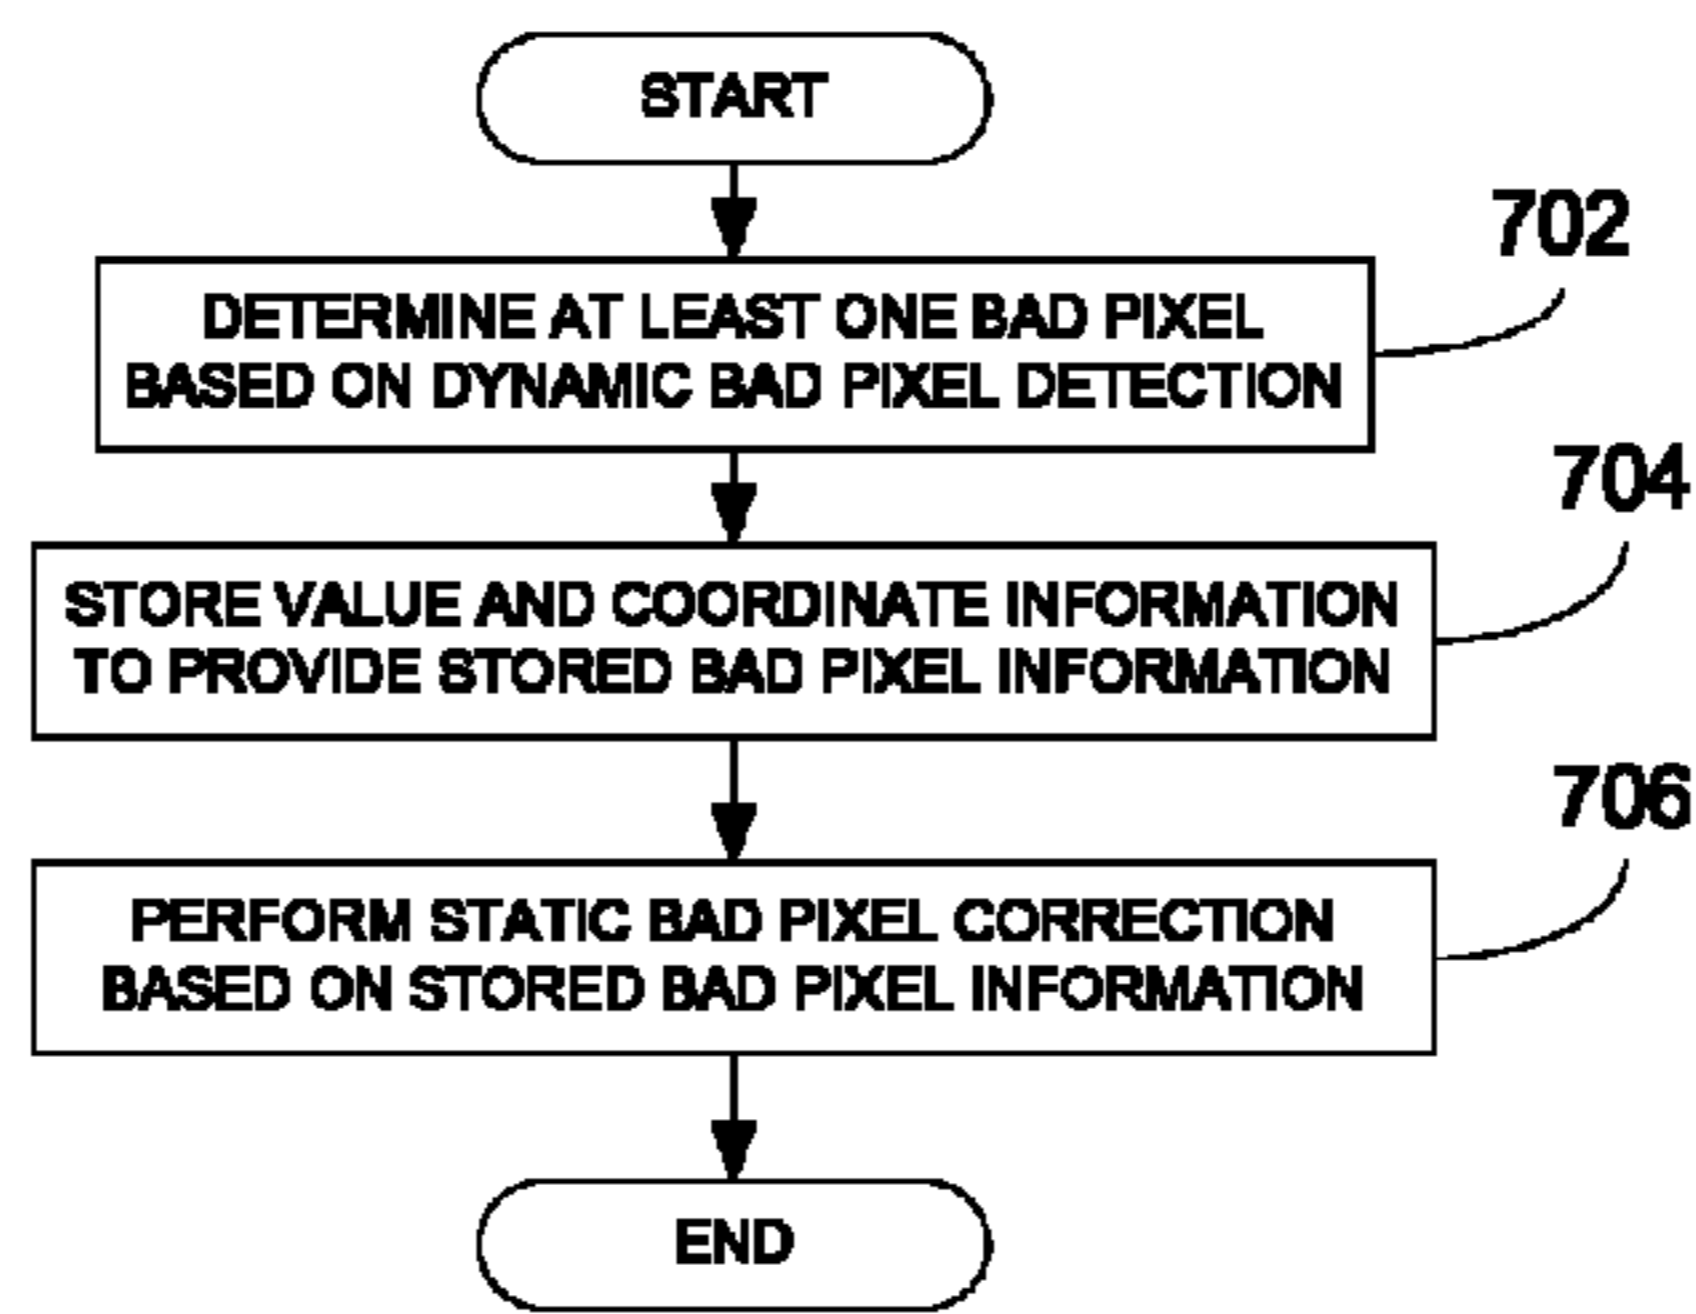 START
702
DETERMINE AT LEAST ONE BAD PIXEL
BASED ON DYNAMIC BAD PIXEL DETECTION
704
STORE VALUE AND COORDINATE INFORMATION
TO PROVIDE STORED BAD PIXEL INFORMATION
706
PERFORM STATIC BAD PIXEL CORRECTION
BASED ON STORED BAD PIXEL INFORMATION
END